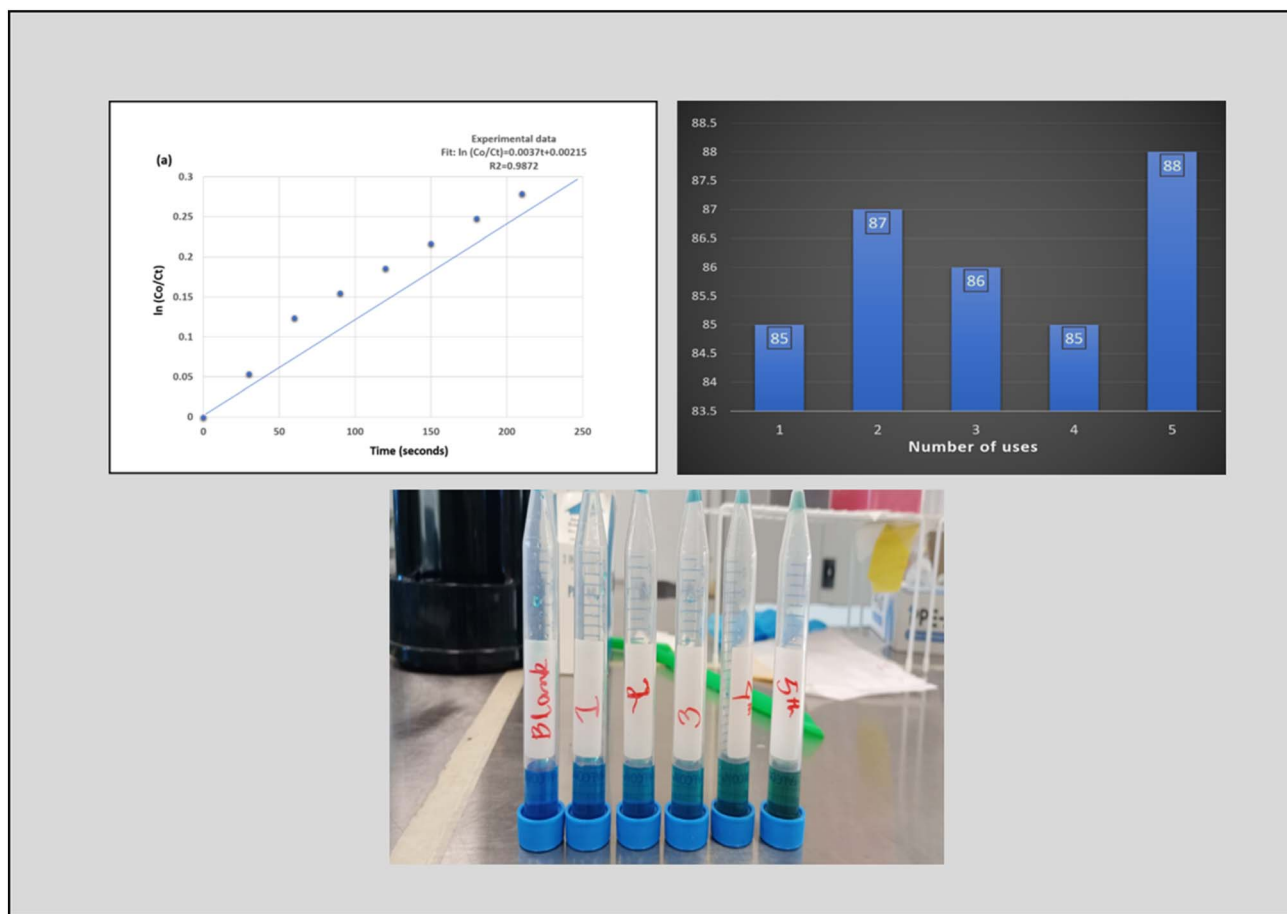 (a)
Experimental data
Fit: ln (Co/Ct)=0.0037t+0.00215
R2=0.9872
ln (Co/Ct)
0.3
0.25
0.2
0.15
0.1
0.05
0
0 50 100 150 200 250
Time (seconds)
88.5
88
87.5
87
86.5
86
85.5
85
84.5
84
83.5
85
87
86
85
88
1 2 3 4 5
Number of uses
Blank
1
2
3
5th